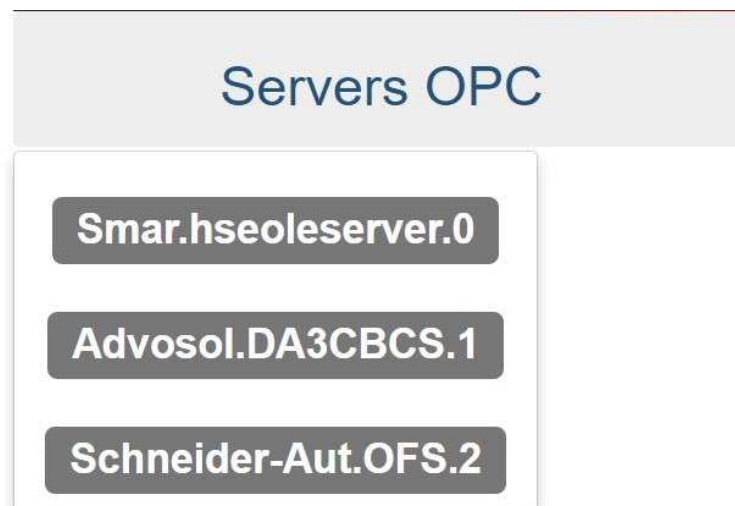 Servers OPC
Smar.hseoleserver.0
Advosol.DA3CBCS.1
Schneider-Aut.OFS.2